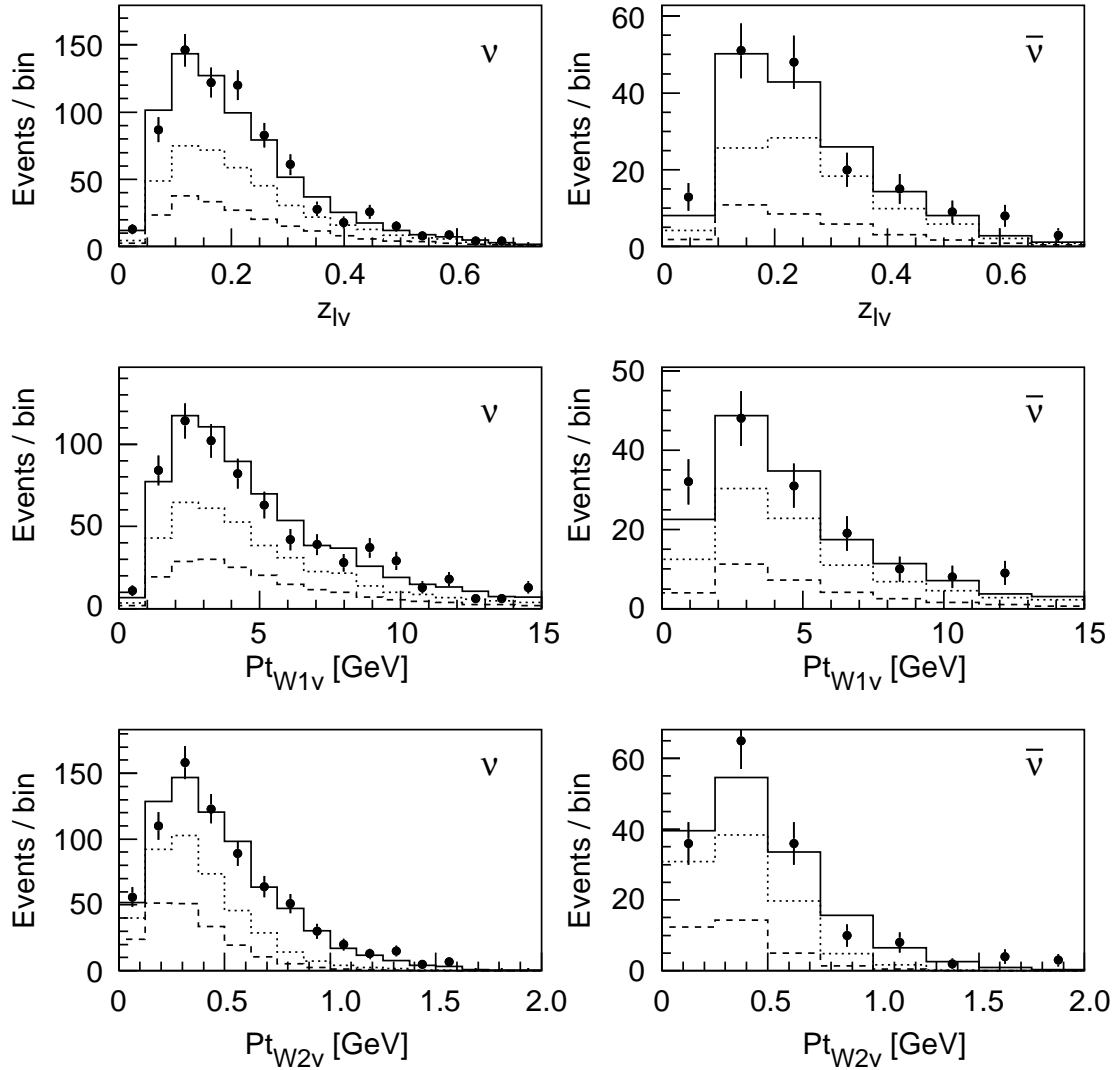 ν
Events / bin
150
100
50
0
0
0.2
0.4
0.6
z_lv
ν̅
Events / bin
60
40
20
0
0
0.2
0.4
0.6
z_lv
ν
Events / bin
100
50
0
0
5
10
15
Pt_W1v [GeV]
ν̅
Events / bin
50
40
30
20
10
0
0
5
10
15
Pt_W1v [GeV]
ν
Events / bin
150
100
50
0
0
0.5
1.0
1.5
2.0
Pt_W2v [GeV]
ν̅
Events / bin
60
40
20
0
0
0.5
1.0
1.5
2.0
Pt_W2v [GeV]